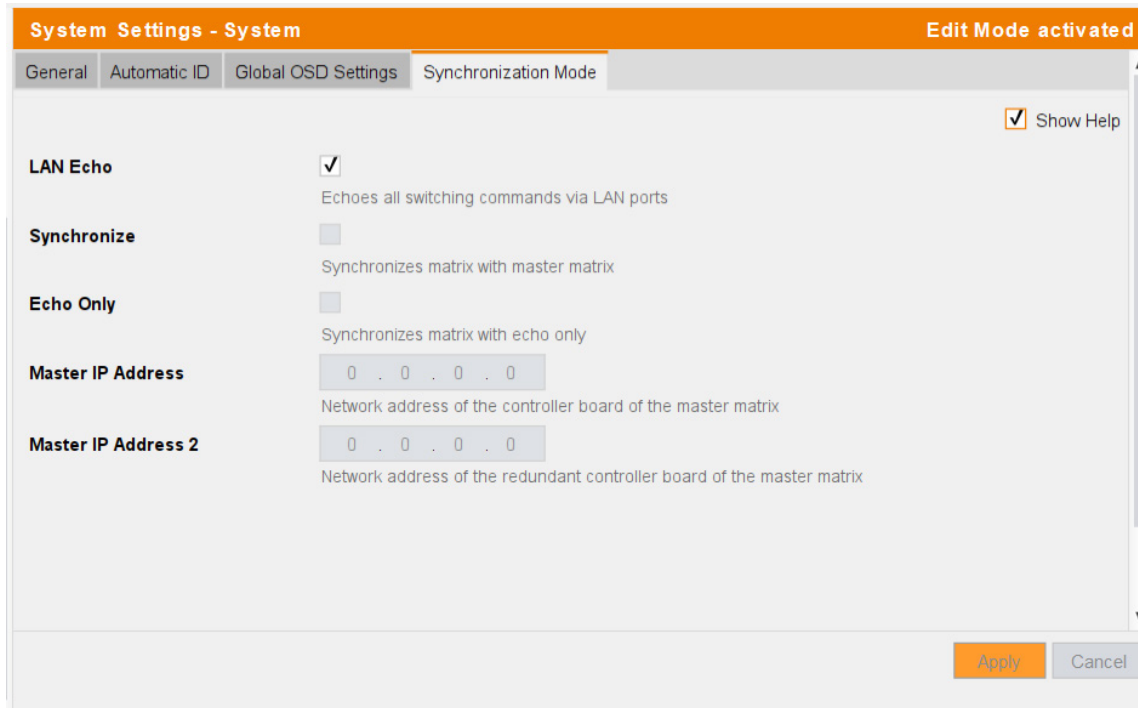 System Settings - System Edit Mode activated
General Automatic ID Global OSD Settings Synchronization Mode
Show Help
LAN Echo
Echoes all switching commands via LAN ports
Synchronize
Synchronizes matrix with master matrix
Echo Only
Synchronizes matrix with echo only
Master IP Address 0 . 0 . 0 . 0
Network address of the controller board of the master matrix
Master IP Address 2 0 . 0 . 0 . 0
Network address of the redundant controller board of the master matrix
Apply Cancel